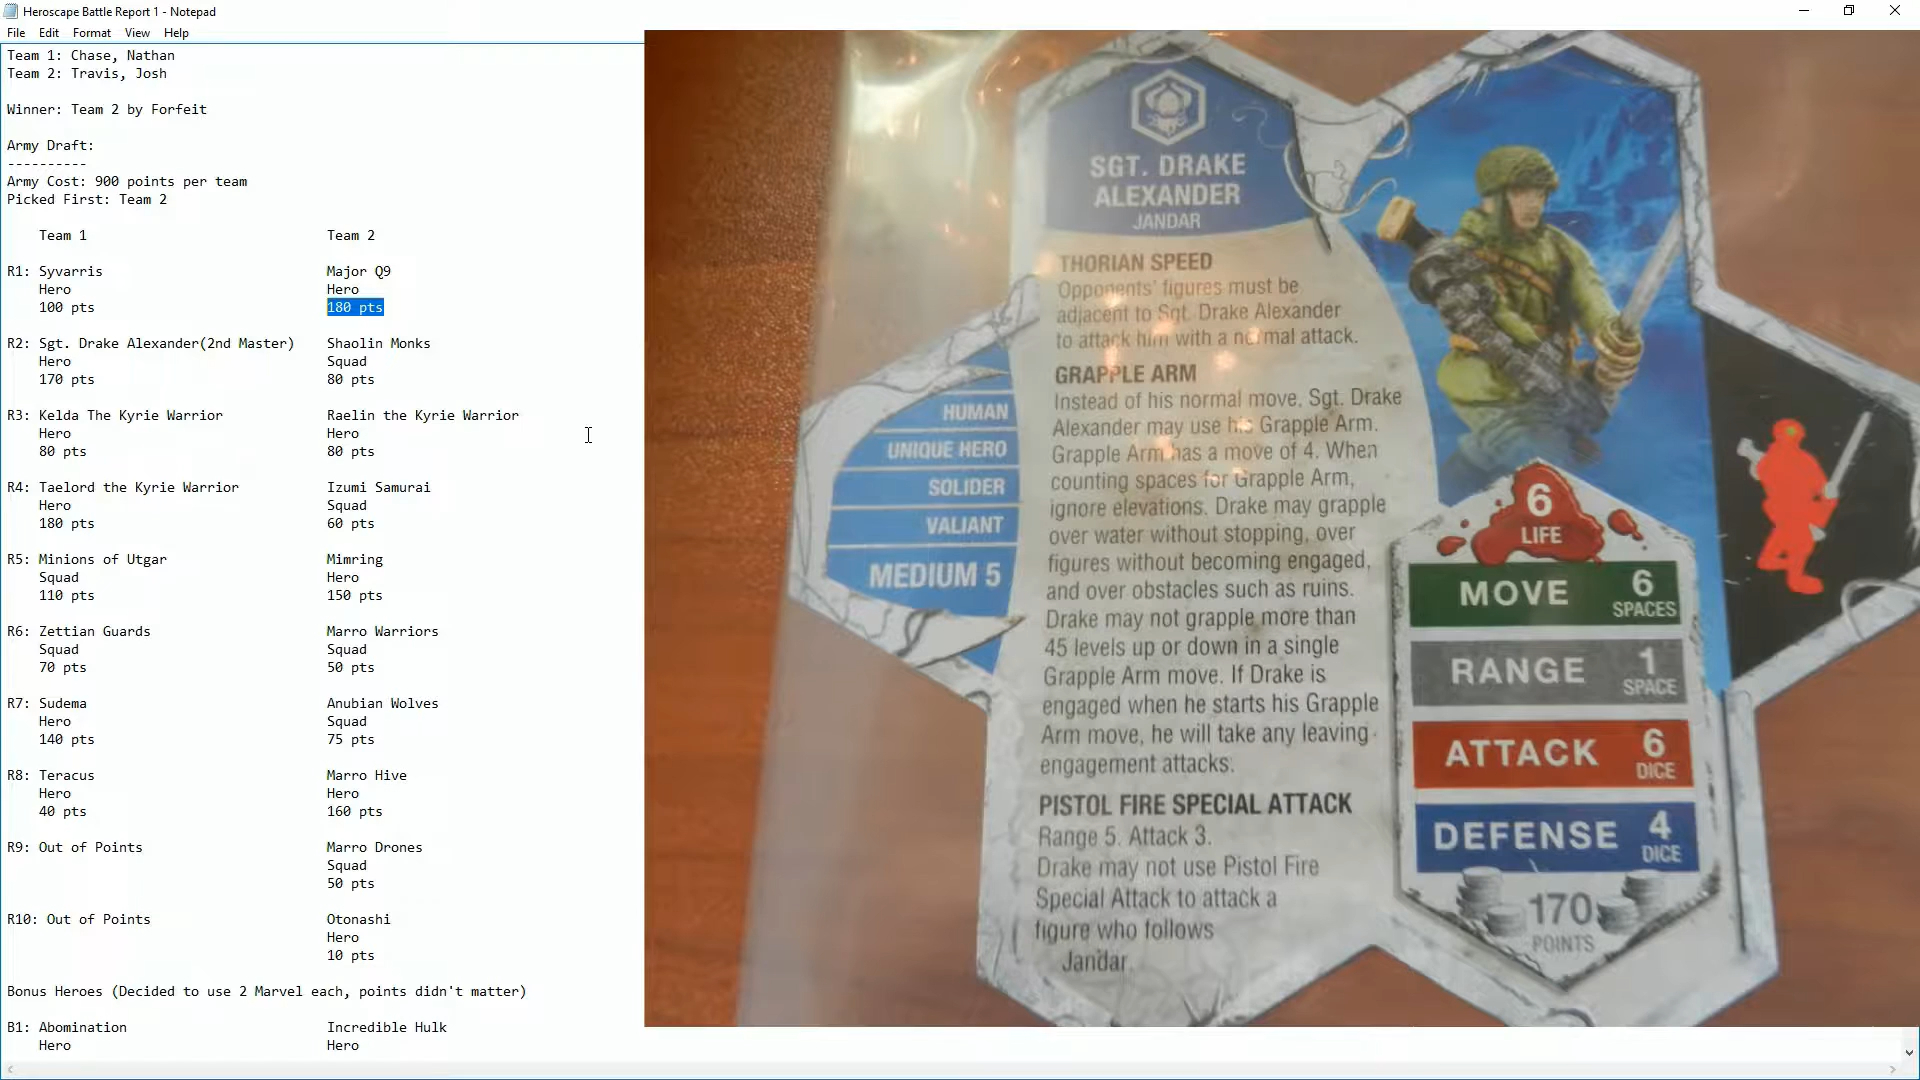 Heroscape Battle Report 1 - Notepad
File Edit Format View Help
Team 1: Chase, Nathan
Team 2: Travis, Josh
Winner: Team 2 by Forfeit
Army Draft:
----------
Army Cost: 900 points per team
Picked First: Team 2
Team 1 Team 2
R1: Syvarris Major Q9
Hero Hero
100 pts 180 pts
R2: Sgt. Drake Alexander(2nd Master) Shaolin Monks
Hero Squad
170 pts 80 pts
R3: Kelda The Kyrie Warrior Raelin the Kyrie Warrior
Hero Hero
80 pts 80 pts
R4: Taelord the Kyrie Warrior Izumi Samurai
Hero Squad
180 pts 60 pts
R5: Minions of Utgar Mimring
Squad Hero
110 pts 150 pts
R6: Zettian Guards Marro Warriors
Squad Squad
70 pts 50 pts
R7: Sudema Anubian Wolves
Hero Squad
140 pts 75 pts
R8: Teracus Marro Hive
Hero Hero
40 pts 160 pts
R9: Out of Points Marro Drones
Squad
50 pts
R10: Out of Points Otonashi
Hero
10 pts
Bonus Heroes (Decided to use 2 Marvel each, points didn't matter)
B1: Abomination Incredible Hulk
Hero Hero
SGT. DRAKE
ALEXANDER
JANDAR
THORIAN SPEED
Opponents' figures must be
adjacent to Sgt. Drake Alexander
to attack him with a normal attack.
GRAPPLE ARM
Instead of his normal move, Sgt. Drake
Alexander may use his Grapple Arm.
Grapple Arm has a move of 4. When
counting spaces for Grapple Arm,
ignore elevations. Drake may grapple
over water without stopping, over
figures without becoming engaged,
and over obstacles such as ruins.
Drake may not grapple more than
45 levels up or down in a single
Grapple Arm move. If Drake is
engaged when he starts his Grapple
Arm move, he will take any leaving
engagement attacks.
PISTOL FIRE SPECIAL ATTACK
Range 5. Attack 3.
Drake may not use Pistol Fire
Special Attack to attack a
figure who follows
Jandar
HUMAN
UNIQUE HERO
SOLIDER
VALIANT
MEDIUM 5
6
LIFE
MOVE 6
SPACES
RANGE 1
SPACE
ATTACK 6
DICE
DEFENSE 4
DICE
170
POINTS